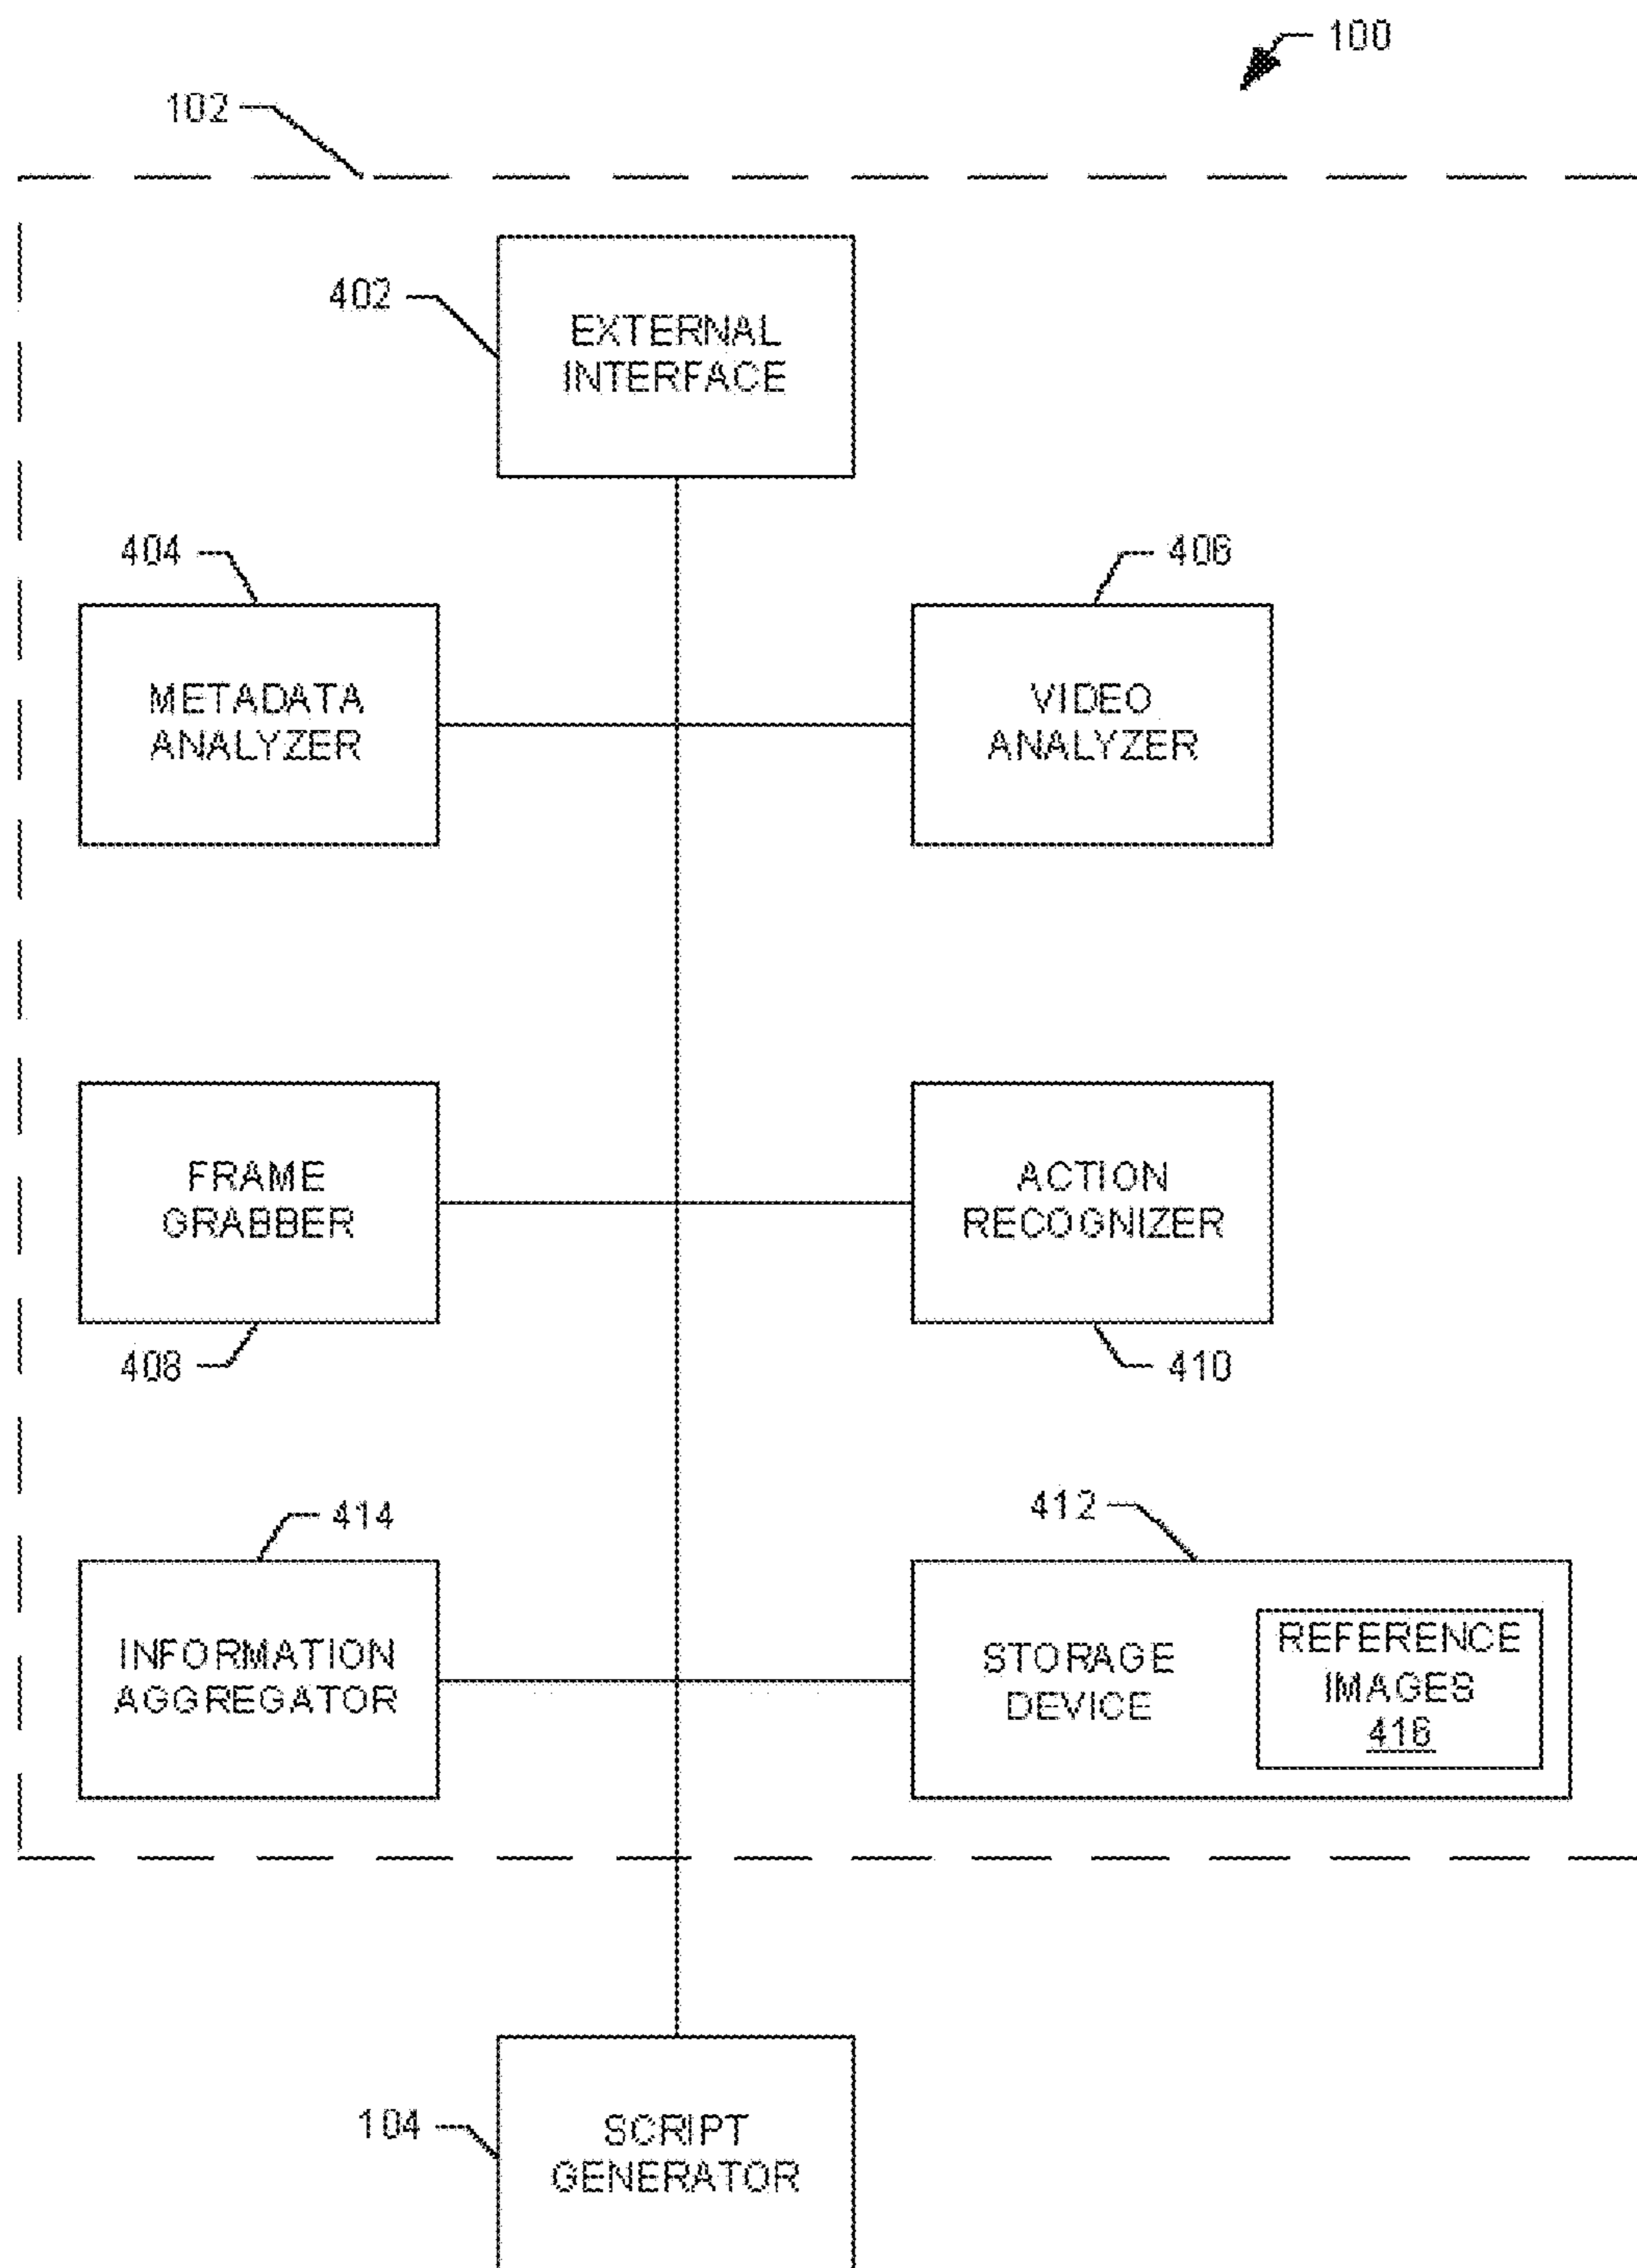 100
102
402
EXTERNAL
INTERFACE
404
406
METADATA
ANALYZER
VIDEO
ANALYZER
FRAME
GRABBER
ACTION
RECOGNIZER
408
410
414
412
INFORMATION
AGGREGATOR
STORAGE
DEVICE
REFERENCE
IMAGES
416
104
SCRIPT
GENERATOR